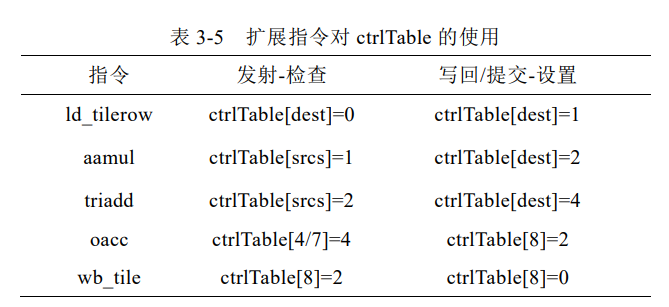 表 3-5 扩展指令对 ctrlTable 的使用
指令 发射-检查 写回/提交-设置
ld_tilerow ctrlTable[dest]=0 ctrlTable[dest]=1
aamul ctrlTable[srcs]=1 ctrlTable[dest]=2
triadd ctrlTable[srcs]=2 ctrlTable[dest]=4
oacc ctrlTable[4/7]=4 ctrlTable[8]=2
wb_tile ctrlTable[8]=2 ctrlTable[8]=0